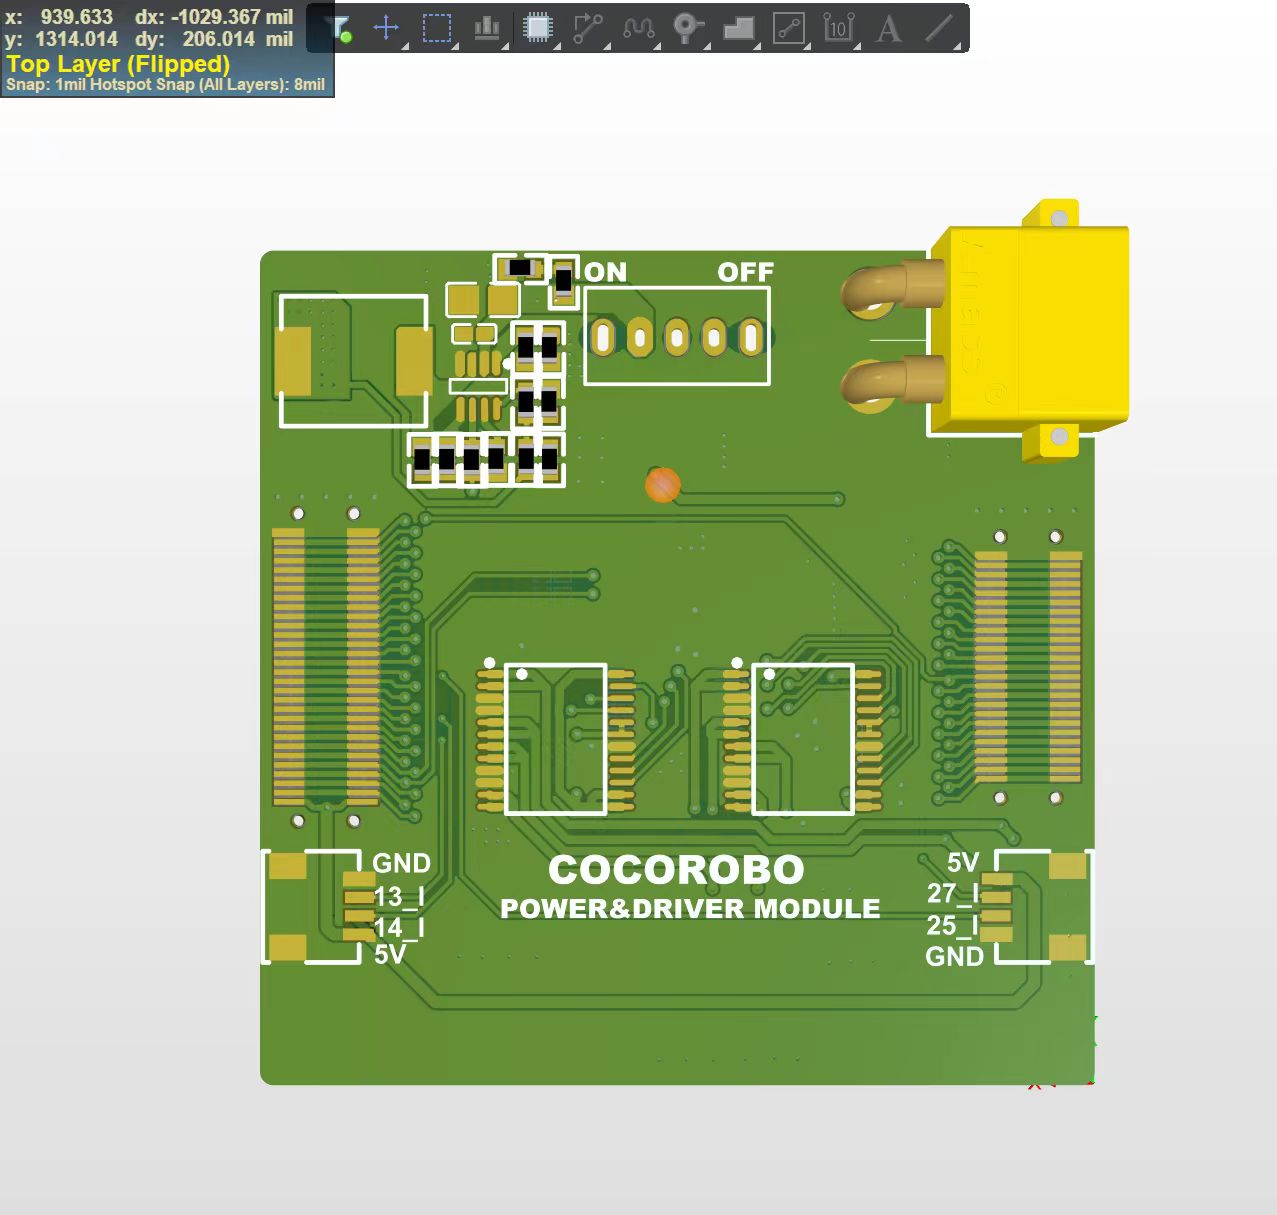 x: 939.633 dx: -1029.367 mil
y: 1314.014 dy: 206.014 mil
Top Layer (Flipped)
Snap: 1mil Hotspot Snap (All Layers): 8mil
10
A
ON OFF
GND
13_I
14_I
5V
COCOROBO
POWER&DRIVER MODULE
5V
27_I
25_I
GND